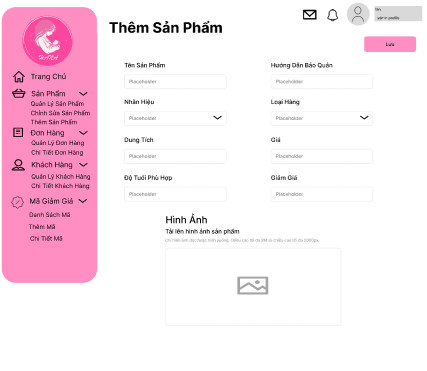 HANA
Trang Chủ
Sản Phẩm
Quản Lý Sản Phẩm
Chỉnh Sửa Sản Phẩm
Thêm Sản Phẩm
Đơn Hàng
Quản Lý Đơn Hàng
Chi Tiết Đơn Hàng
Khách Hàng
Quản Lý Khách Hàng
Chi Tiết Khách Hàng
Mã Giảm Giá
Danh Sách Mã
Thêm Mã
Chi Tiết Mã
Thêm Sản Phẩm
tên
admin profile
Lưu
Tên Sản Phẩm
Placeholder
Hướng Dẫn Bảo Quản
Placeholder
Nhãn Hiệu
Placeholder
Loại Hàng
Placeholder
Dung Tích
Placeholder
Giá
Placeholder
Độ Tuổi Phù Hợp
Placeholder
Giảm Giá
Placeholder
Hình Ảnh
Tải lên hình ảnh sản phẩm